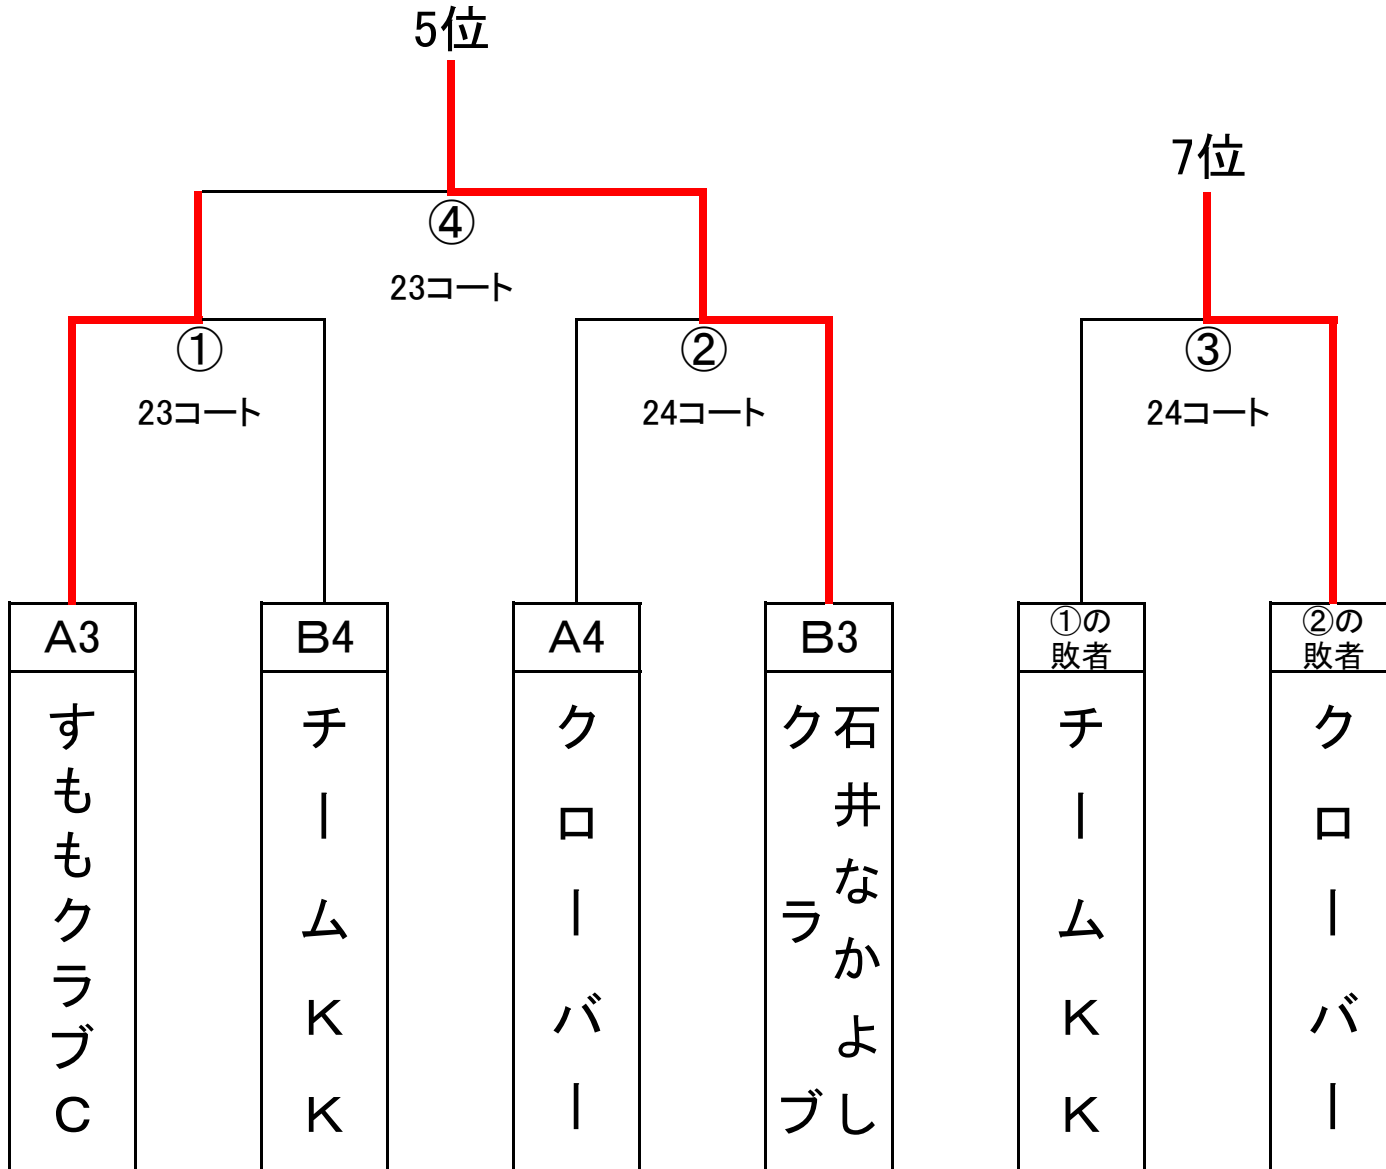 5位
7位
④
23コート
①
23コート
②
24コート
③
24コート
A3
B4
A4
B3
①の
敗者
②の
敗者
すももクラブC
チームKK
クローバー
石井なかよし
クラブ
チームKK
クローバー